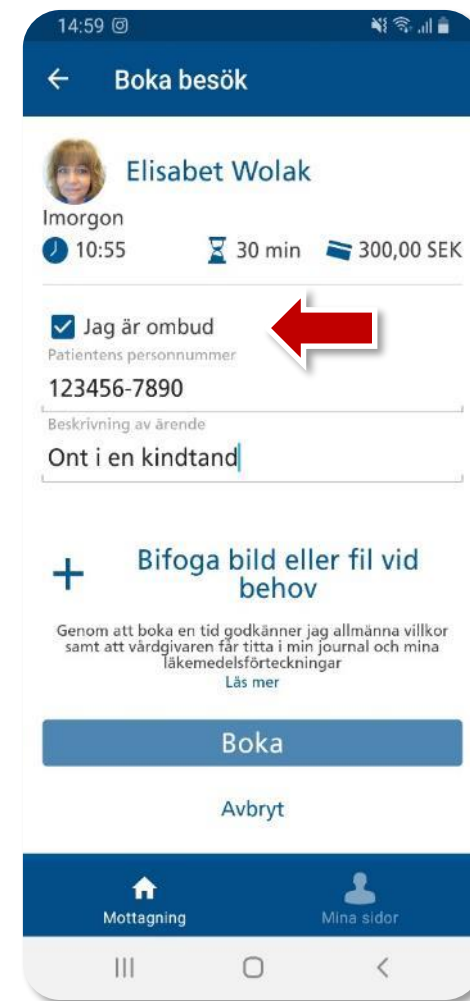 14:59
Boka besök
Elisabet Wolak
Imorgon
10:55 30 min 300,00 SEK
Jag är ombud
Patientens personnummer
123456-7890
Beskrivning av ärende
Ont i en kindtand
Bifoga bild eller fil vid
behov
Genom att boka en tid godkänner jag allmänna villkor
samt att vårdgivaren får titta i min journal och mina
läkemedelsförteckningar
Läs mer
Boka
Avbryt
Mottagning Mina sidor